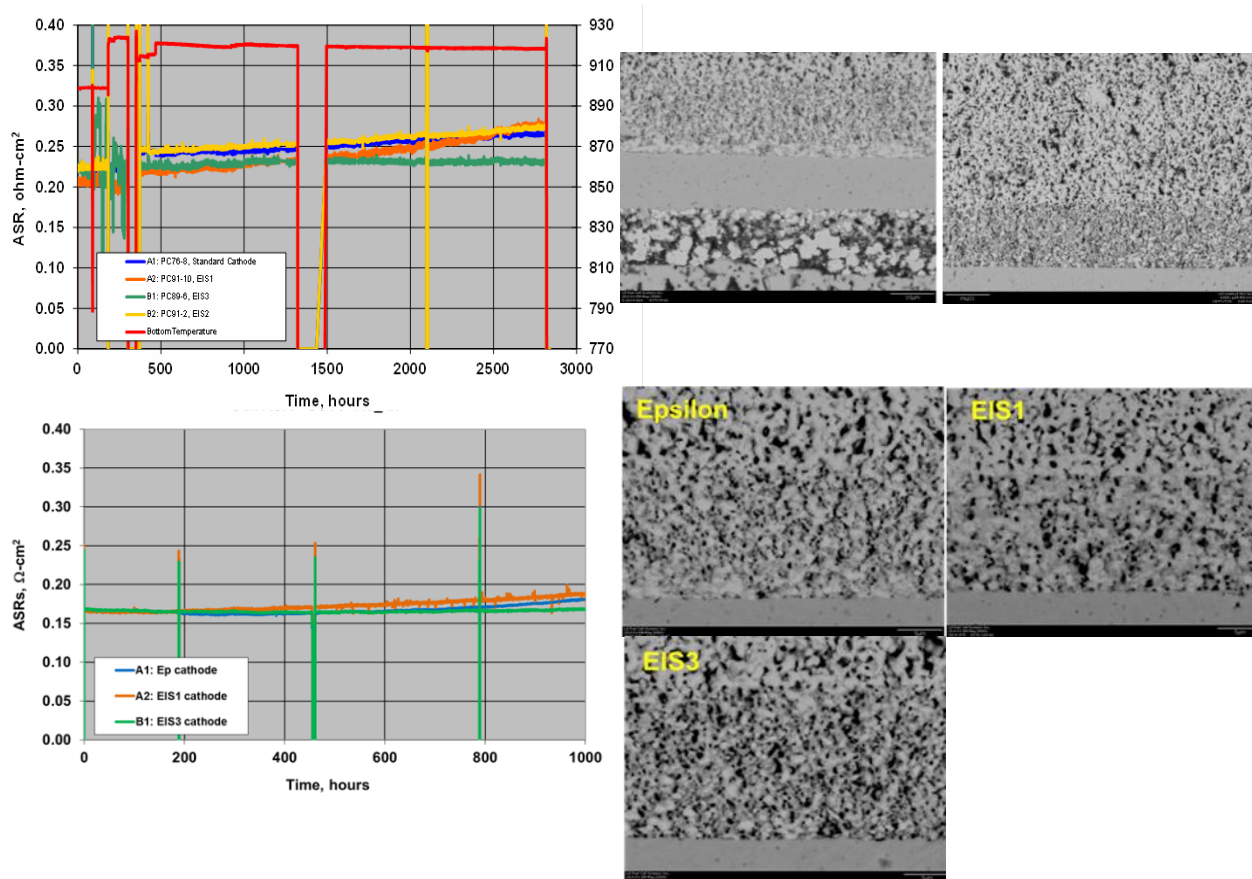 0.40
0.35
0.30
0.25
0.20
0.15
0.10
0.05
0.00
ASR, ohm-cm²
930
910
890
870
850
830
810
790
770
0
500
1000
1500
2000
2500
3000
Time, hours
A1: PC76-8, Standard Cathode
A2: PC91-10, EIS1
B1: PC89-6, EIS3
B2: PC91-2, EIS2
Bottom Temperature
0.40
0.35
0.30
0.25
0.20
0.15
0.10
0.05
0.00
ASRs, Ω-cm²
0
200
400
600
800
1000
Time, hours
A1: Ep cathode
A2: EIS1 cathode
B1: EIS3 cathode
Epsilon
EIS1
EIS3